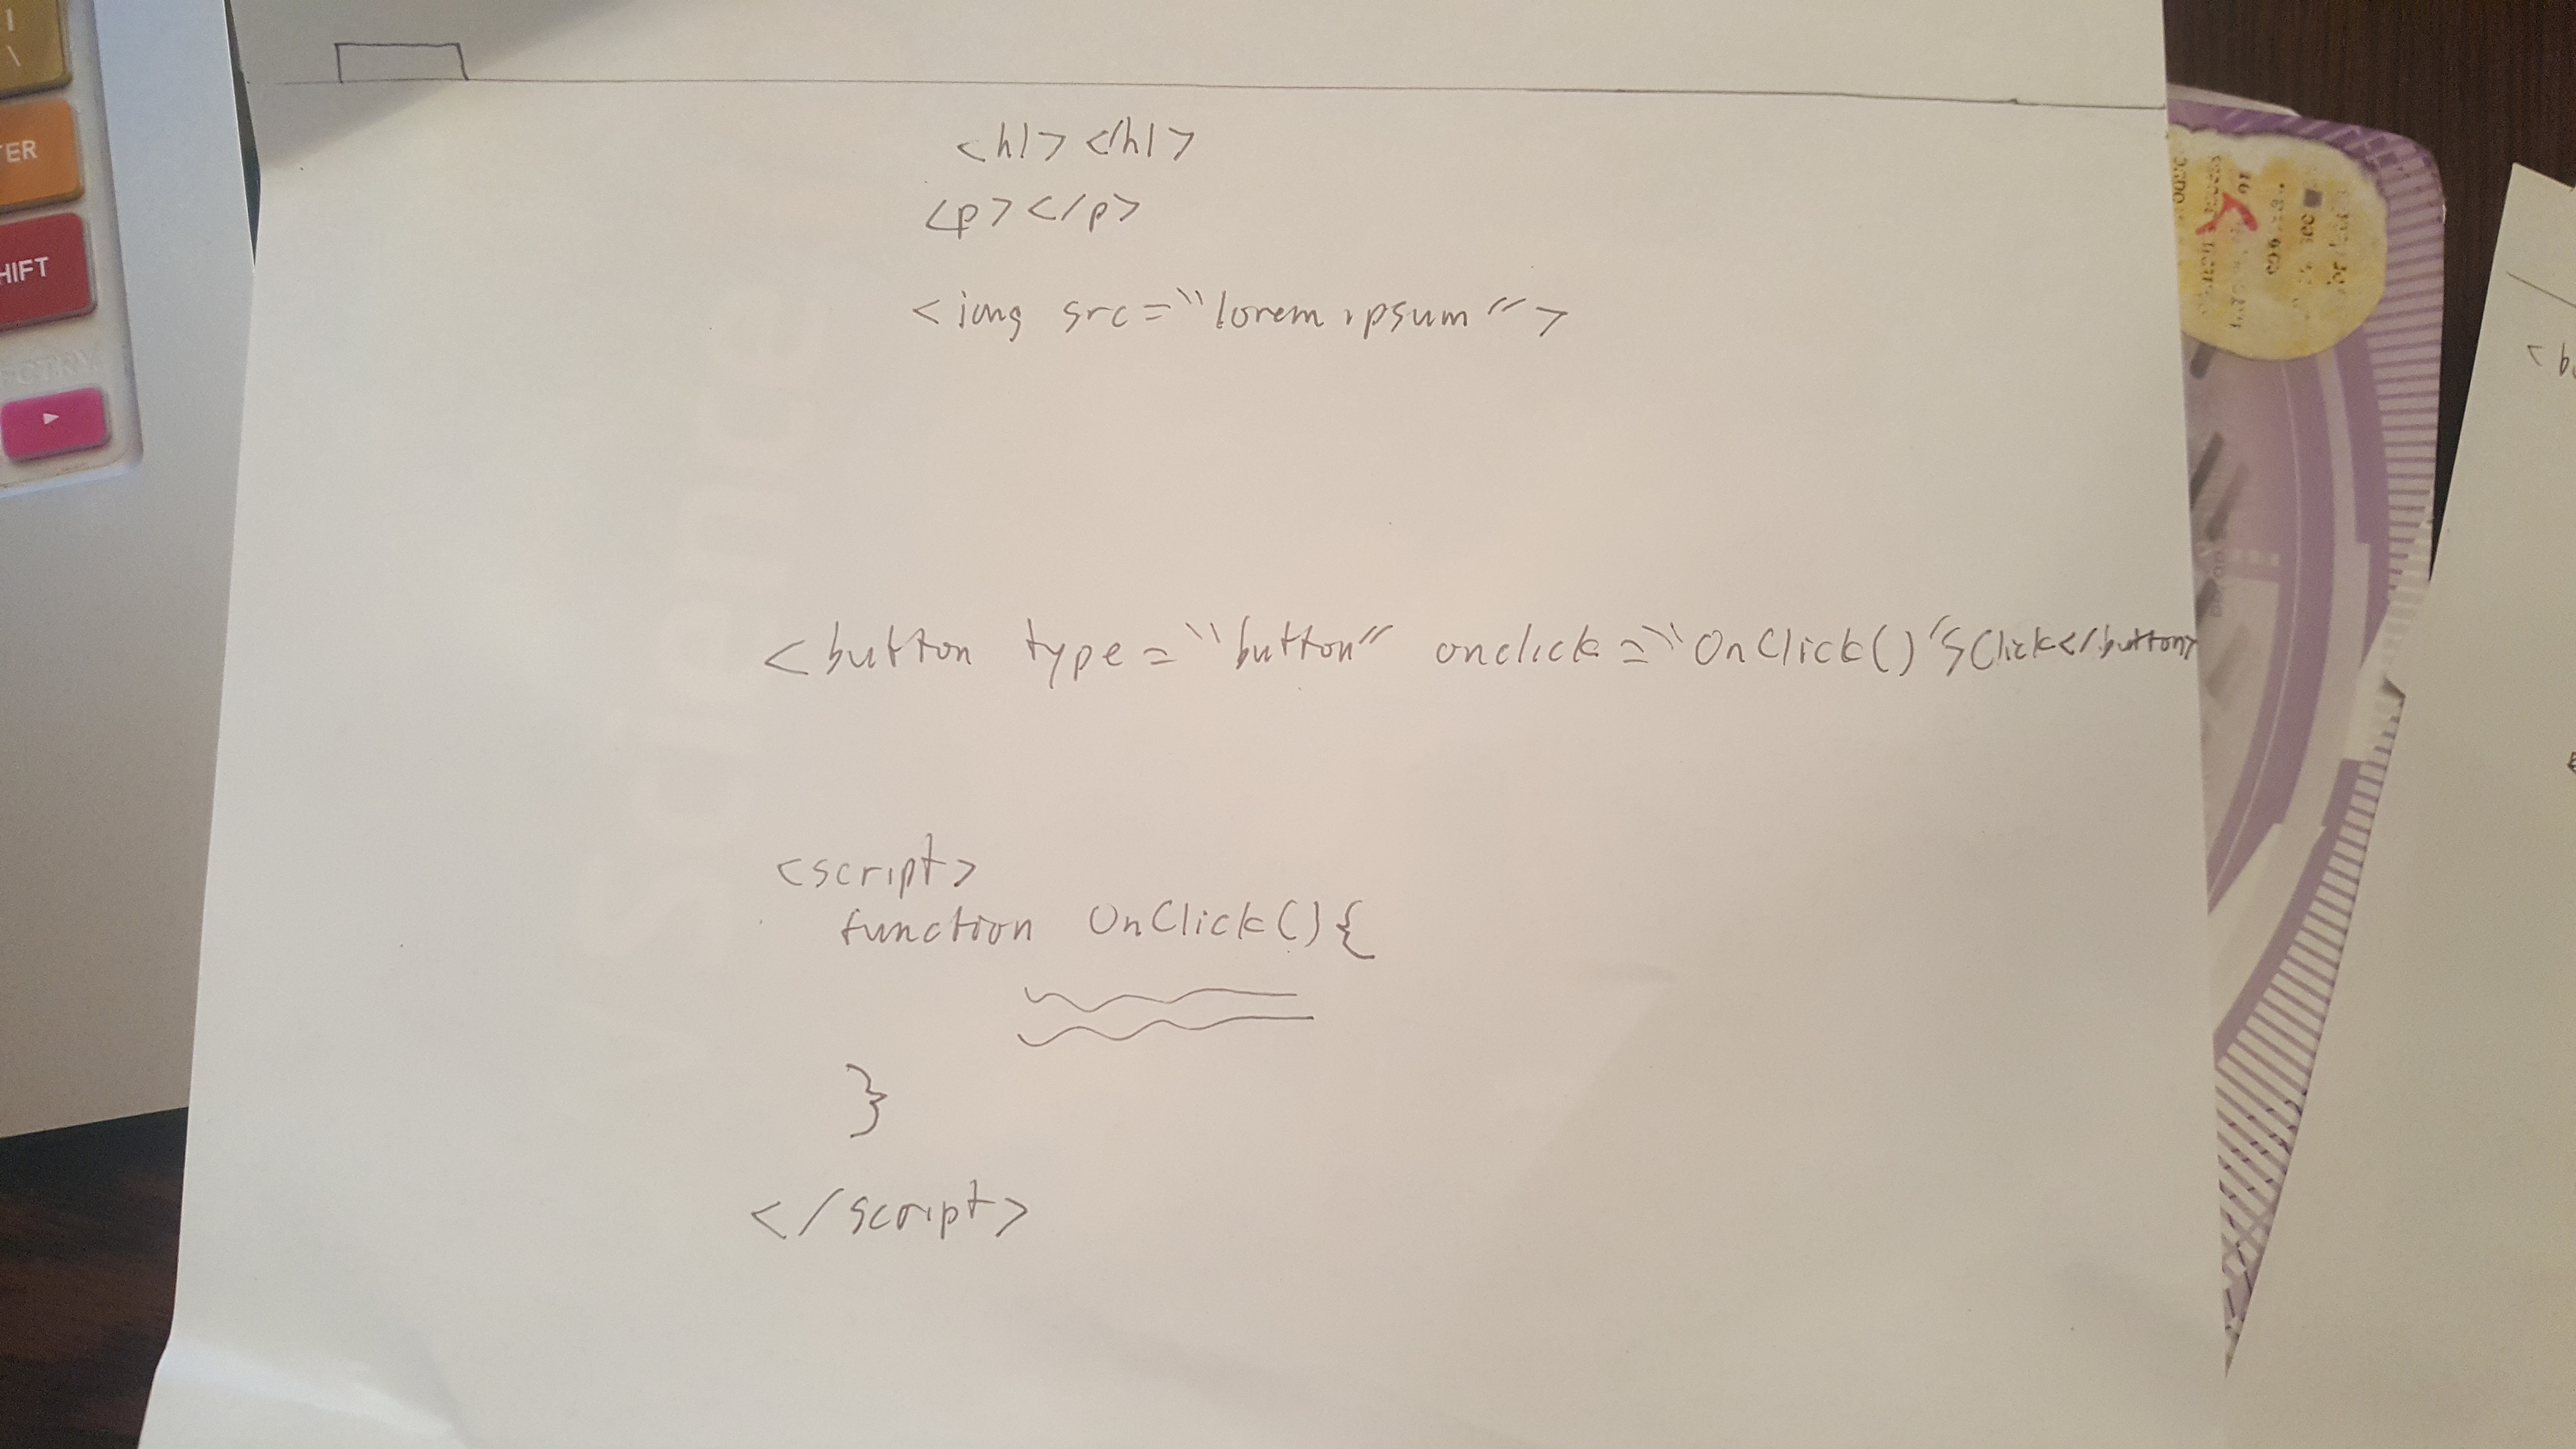 <h1></h1>
<p></p>
<img src="lorem ipsum">
<button type="button" onclick="OnClick()">Click</button>
<script>
function OnClick(){
}
</script>
ER
HIFT